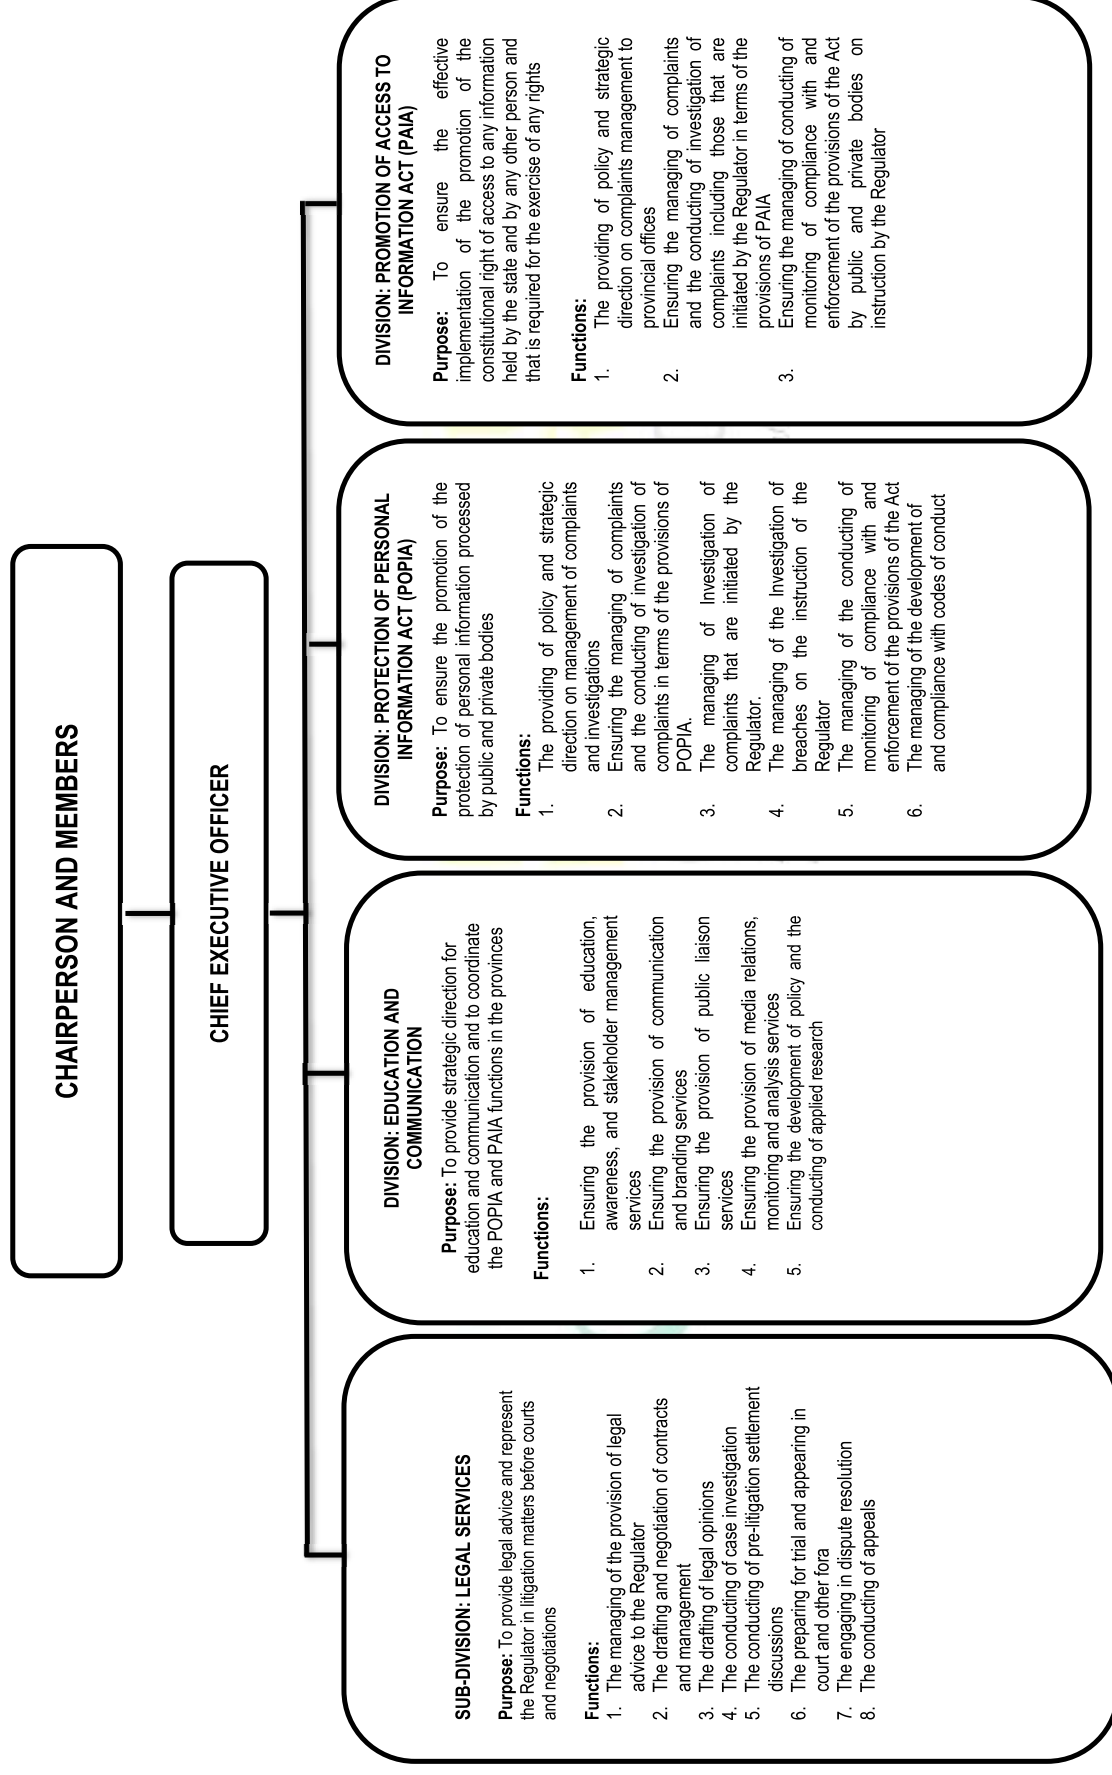 CHAIRPERSON AND MEMBERS
CHIEF EXECUTIVE OFFICER
SUB-DIVISION: LEGAL SERVICES
Purpose: To provide legal advice and represent
the Regulator in litigation matters before courts
and negotiations
Functions:
1. The managing of the provision of legal
advice to the Regulator
2. The drafting and negotiation of contracts
and management
3. The drafting of legal opinions
4. The conducting of case investigation
5. The conducting of pre-litigation settlement
discussions
6. The preparing for trial and appearing in
court and other fora
7. The engaging in dispute resolution
8. The conducting of appeals
DIVISION: EDUCATION AND
COMMUNICATION
Purpose: To provide strategic direction for
education and communication and to coordinate
the POPIA and PAIA functions in the provinces
Functions:
1. Ensuring the provision of education,
awareness, and stakeholder management
services
2. Ensuring the provision of communication
and branding services
3. Ensuring the provision of public liaison
services
4. Ensuring the provision of media relations,
monitoring and analysis services
5. Ensuring the development of policy and the
conducting of applied research
DIVISION: PROTECTION OF PERSONAL
INFORMATION ACT (POPIA)
Purpose: To ensure the promotion of the
protection of personal information processed
by public and private bodies
Functions:
1. The providing of policy and strategic
direction on management of complaints
and investigations
2. Ensuring the managing of complaints
and the conducting of investigation of
complaints in terms of the provisions of
POPIA.
3. The managing of Investigation of
complaints that are initiated by the
Regulator.
4. The managing of the Investigation of
breaches on the instruction of the
Regulator
5. The managing of the conducting of
monitoring of compliance with and
enforcement of the provisions of the Act
6. The managing of the development of
and compliance with codes of conduct
DIVISION: PROMOTION OF ACCESS TO
INFORMATION ACT (PAIA)
Purpose: To ensure the effective
implementation of the promotion of the
constitutional right of access to any information
held by the state and by any other person and
that is required for the exercise of any rights
Functions:
1. The providing of policy and strategic
direction on complaints management to
provincial offices
2. Ensuring the managing of complaints
and the conducting of investigation of
complaints including those that are
initiated by the Regulator in terms of the
provisions of PAIA
3. Ensuring the managing of conducting of
monitoring of compliance with and
enforcement of the provisions of the Act
by public and private bodies on
instruction by the Regulator